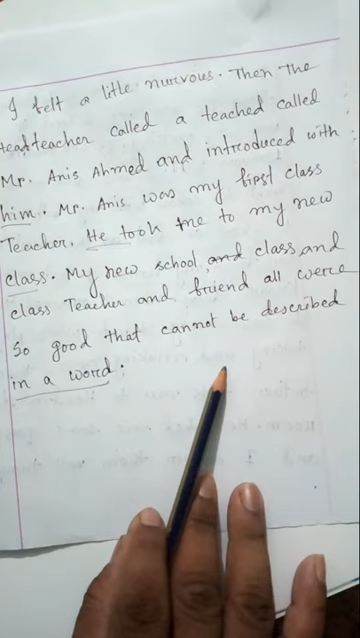 I felt a litle nurvous. Then the
headteacher called a teached called
Mr. Anis Ahmed and introduced with
him. Mr. Anis was my first class
Teacher. He took me to my new
class. My new school and class and
class Teacher and friend all were
so good that cannot be described
in a word.